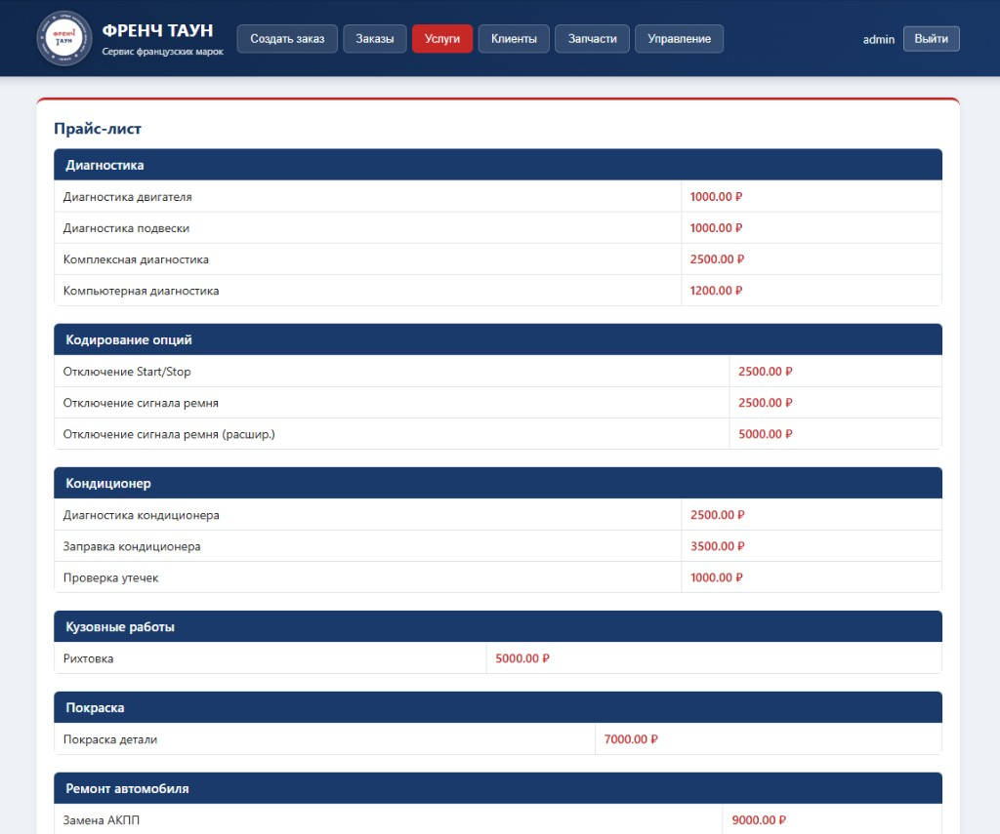 ФРЕНЧ ТАУН
ФРЕНЧ ТАУН
Сервис французских марок
Создать заказ
Заказы
Услуги
Клиенты
Запчасти
Управление
admin
Выйти
Прайс-лист
Диагностика
Диагностика двигателя 1000.00 ₽
Диагностика подвески 1000.00 ₽
Комплексная диагностика 2500.00 ₽
Компьютерная диагностика 1200.00 ₽
Кодирование опций
Отключение Start/Stop 2500.00 ₽
Отключение сигнала ремня 2500.00 ₽
Отключение сигнала ремня (расшир.) 5000.00 ₽
Кондиционер
Диагностика кондиционера 2500.00 ₽
Заправка кондиционера 3500.00 ₽
Проверка утечек 1000.00 ₽
Кузовные работы
Рихтовка 5000.00 ₽
Покраска
Покраска детали 7000.00 ₽
Ремонт автомобиля
Замена АКПП 9000.00 ₽